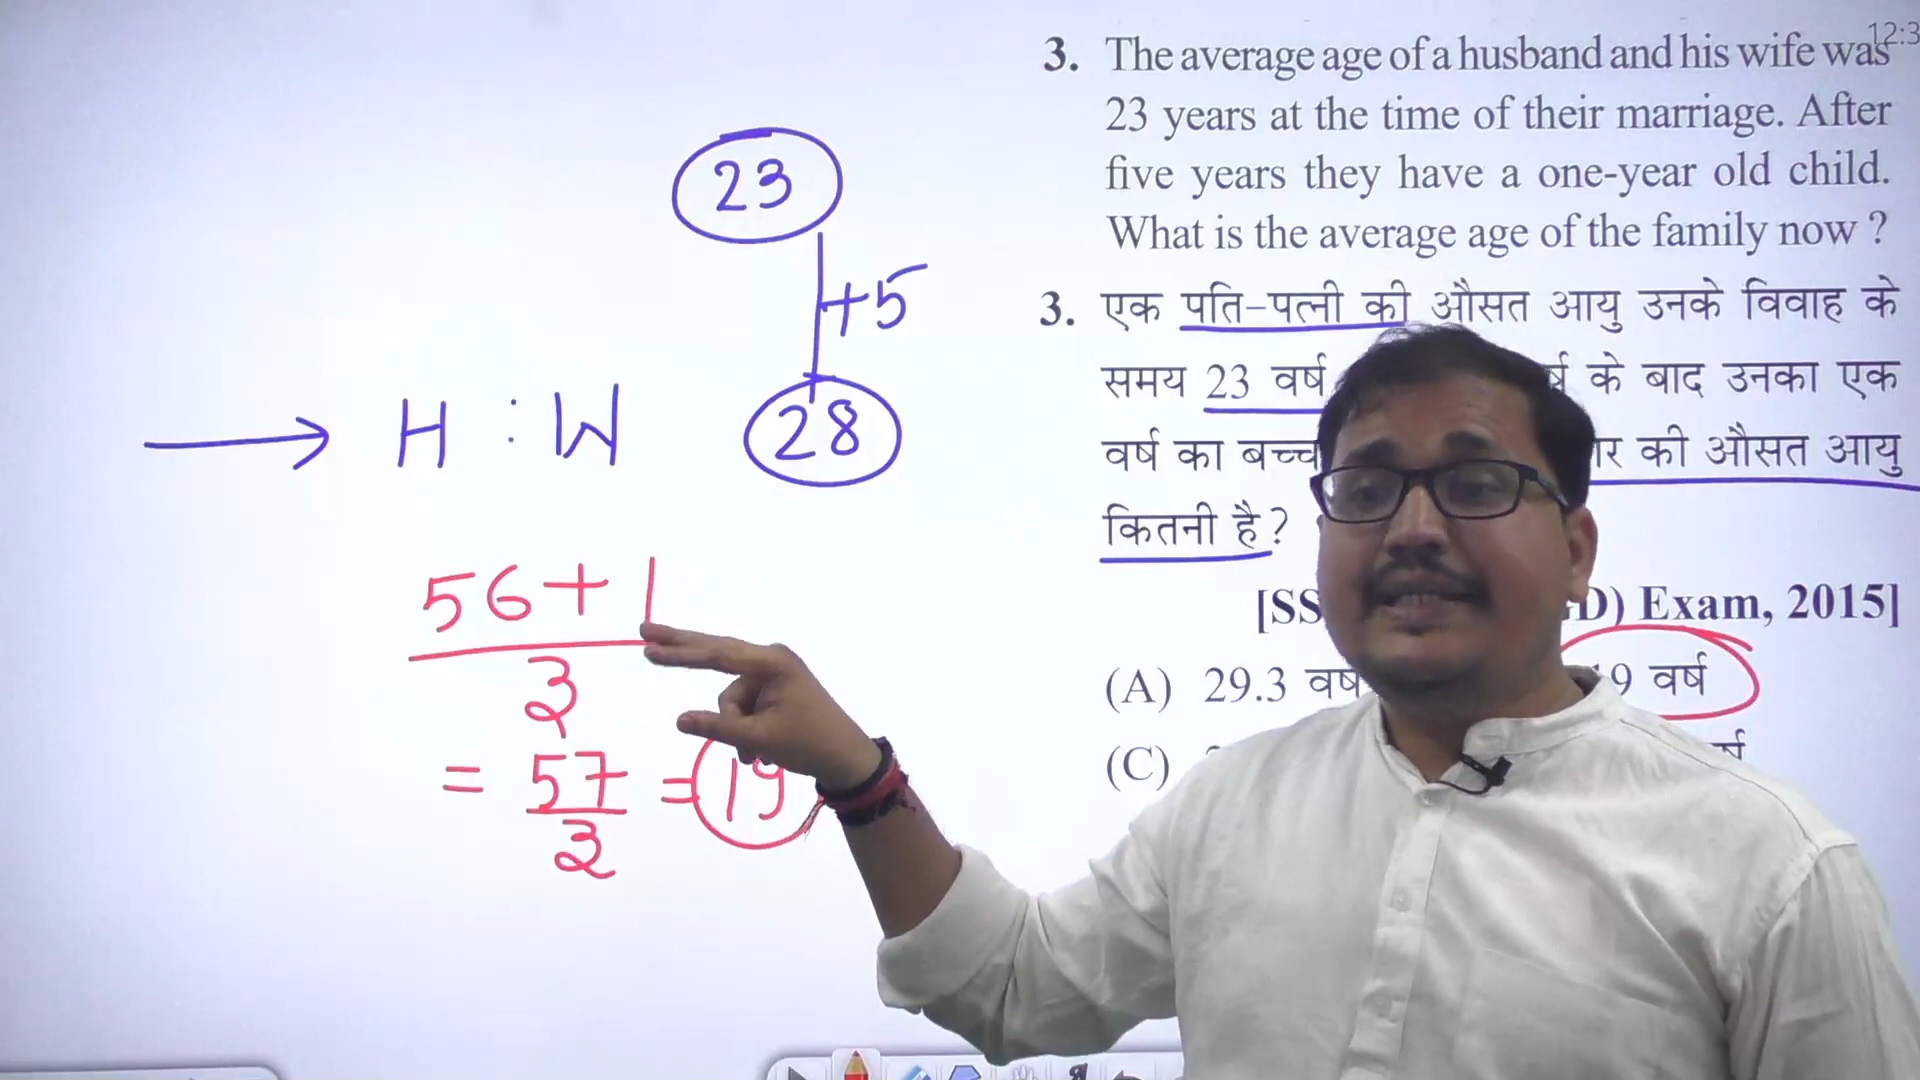 12:3
3. The average age of a husband and his wife was
23 years at the time of their marriage. After
five years they have a one-year old child.
What is the average age of the family now ?
3. एक पति-पत्नी की औसत आयु उनके विवाह के
समय 23 वर्ष के बाद उनका एक
वर्ष का की औसत आयु
कितनी है?
Exam, 2015]
(A) 29.3 9 वर्ष
(C)
23
+5
H : W 28
56+1
3
= 57 = 19
3